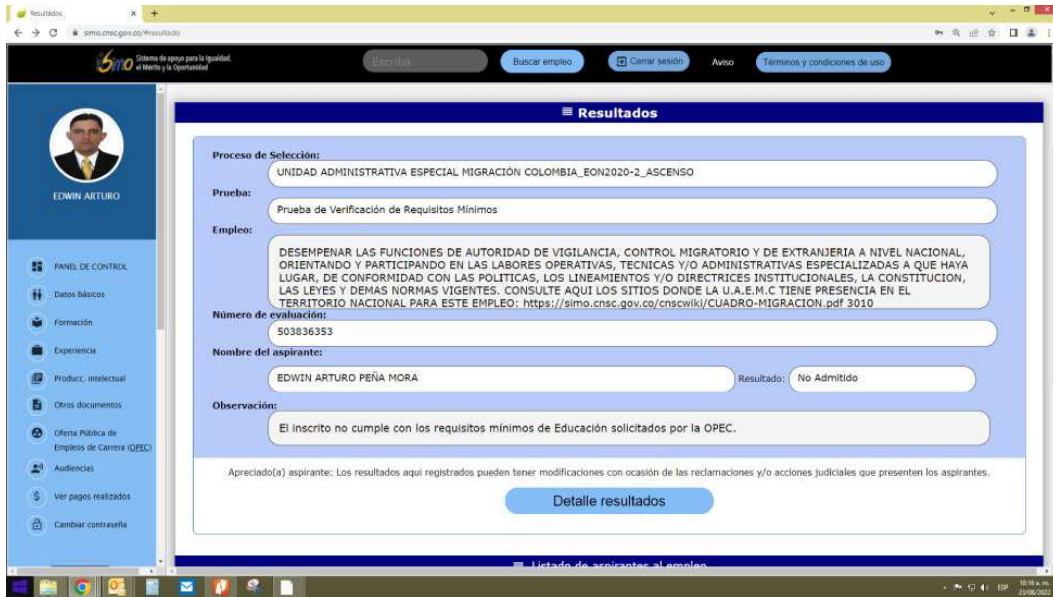 Resultados
simo.cnsc.gov.co/#resultado
Simo Sistema de apoyo para la Igualdad,
el Mérito y la Oportunidad
Escriba
Buscar empleo
Cerrar sesión
Aviso
Términos y condiciones de uso
EDWIN ARTURO
PANEL DE CONTROL
Datos básicos
Formación
Experiencia
Producc. intelectual
Otros documentos
Oferta Pública de
Empleos de Carrera (OPEC)
Audiencias
Ver pagos realizados
Cambiar contraseña
Resultados
Proceso de Selección:
UNIDAD ADMINISTRATIVA ESPECIAL MIGRACIÓN COLOMBIA_EON2020-2_ASCENSO
Prueba:
Prueba de Verificación de Requisitos Mínimos
Empleo:
DESEMPENAR LAS FUNCIONES DE AUTORIDAD DE VIGILANCIA, CONTROL MIGRATORIO Y DE EXTRANJERIA A NIVEL NACIONAL,
ORIENTANDO Y PARTICIPANDO EN LAS LABORES OPERATIVAS, TECNICAS Y/O ADMINISTRATIVAS ESPECIALIZADAS A QUE HAYA
LUGAR, DE CONFORMIDAD CON LAS POLITICAS, LOS LINEAMIENTOS Y/O DIRECTRICES INSTITUCIONALES, LA CONSTITUCION,
LAS LEYES Y DEMAS NORMAS VIGENTES. CONSULTE AQUI LOS SITIOS DONDE LA U.A.E.M.C TIENE PRESENCIA EN EL
TERRITORIO NACIONAL PARA ESTE EMPLEO: https://simo.cnsc.gov.co/cnscwiki/CUADRO-MIGRACION.pdf 3010
Número de evaluación:
503836353
Nombre del aspirante:
EDWIN ARTURO PEÑA MORA
Resultado: No Admitido
Observación:
El inscrito no cumple con los requisitos mínimos de Educación solicitados por la OPEC.
Apreciado(a) aspirante: Los resultados aqui registrados pueden tener modificaciones con ocasión de las reclamaciones y/o acciones judiciales que presenten los aspirantes.
Detalle resultados
Listado de aspirantes al empleo
ESP
10:16 a. m.
23/08/2022